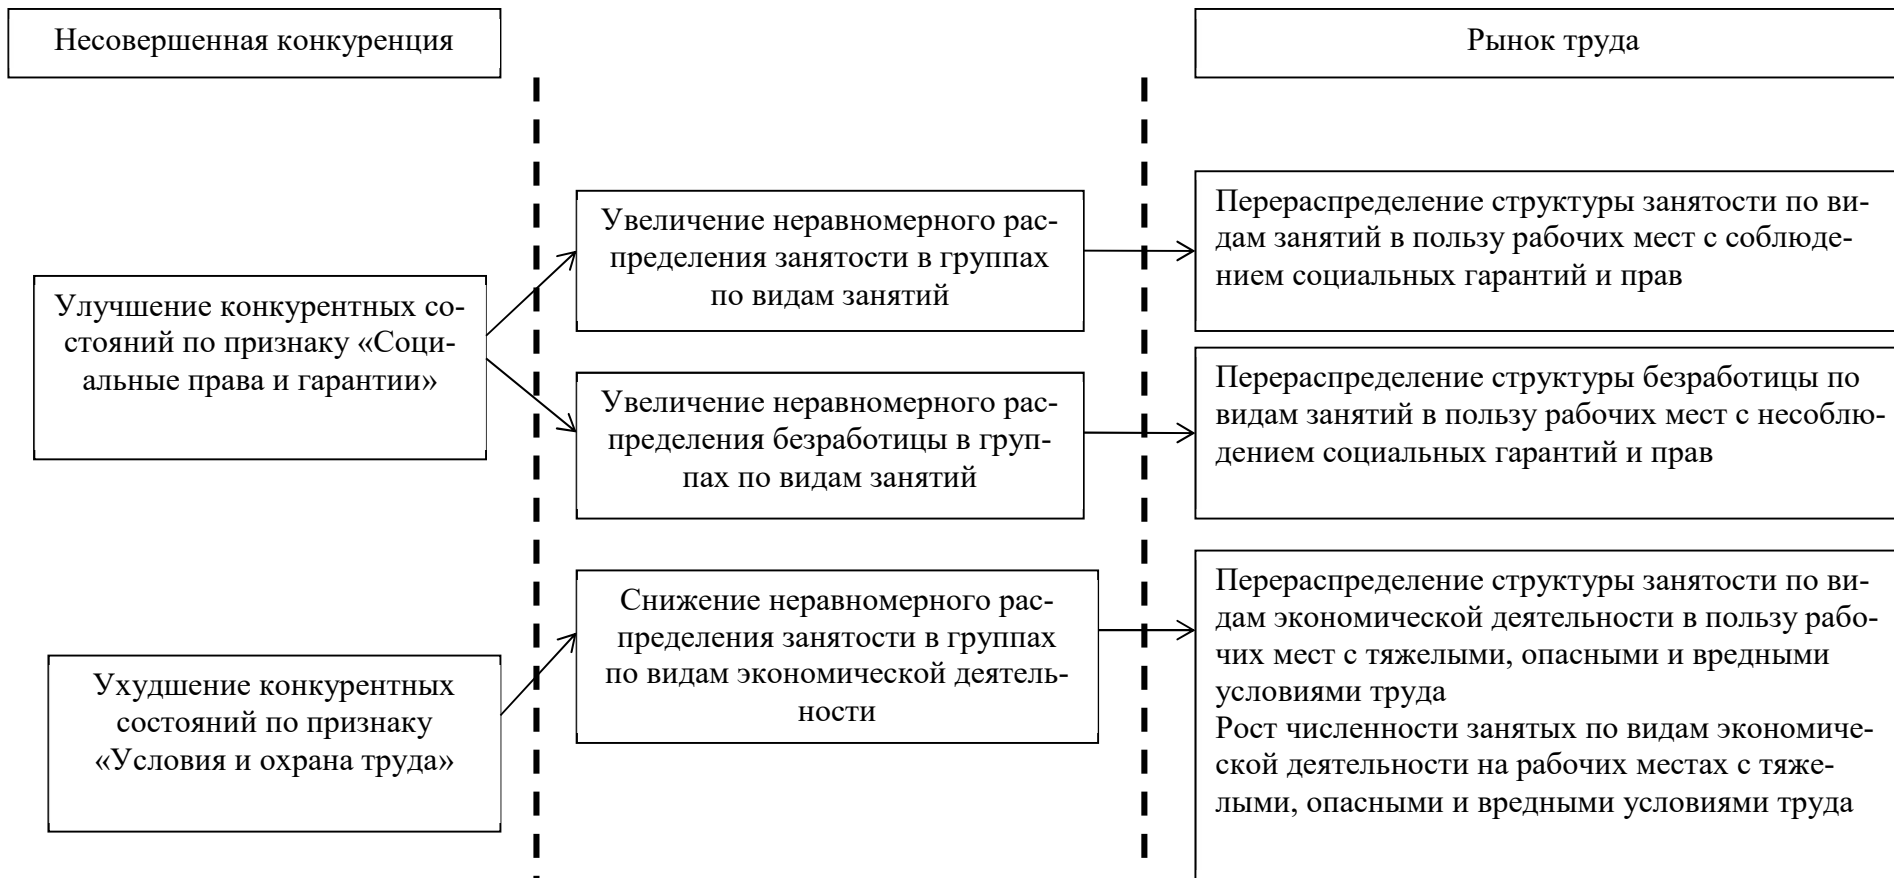 Несовершенная конкуренция
Рынок труда
Улучшение конкурентных со-
стояний по признаку «Соци-
альные права и гарантии»
Ухудшение конкурентных
состояний по признаку
«Условия и охрана труда»
Увеличение неравномерного рас-
пределения занятости в группах
по видам занятий
Увеличение неравномерного рас-
пределения безработицы в груп-
пах по видам занятий
Снижение неравномерного рас-
пределения занятости в группах
по видам экономической деятель-
ности
Перераспределение структуры занятости по ви-
дам занятий в пользу рабочих мест с соблюде-
нием социальных гарантий и прав
Перераспределение структуры безработицы по
видам занятий в пользу рабочих мест с несоблю-
дением социальных гарантий и прав
Перераспределение структуры занятости по ви-
дам экономической деятельности в пользу рабо-
чих мест с тяжелыми, опасными и вредными
условиями труда
Рост численности занятых по видам экономиче-
ской деятельности на рабочих местах с тяже-
лыми, опасными и вредными условиями труда